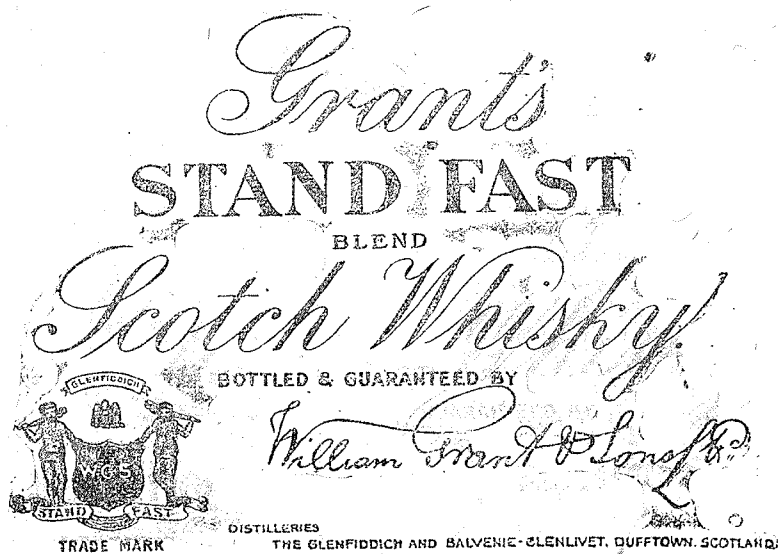 Grant's
STAND FAST
BLEND
Scotch Whisky.
BOTTLED & GUARANTEED BY
William Grant & Sons Ld
GLENFIDDICH
WGS
STAND FAST
TRADE MARK
DISTILLERIES
THE GLENFIDDICH AND BALVENIE-GLENLIVET, DUFFTOWN. SCOTLAND.